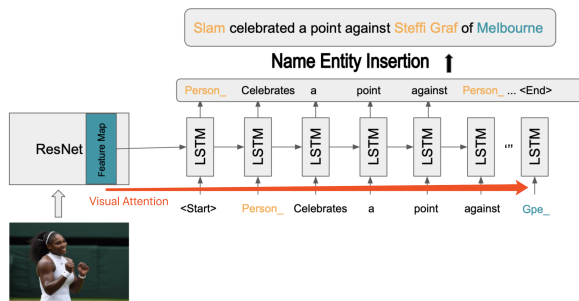 Slam celebrated a point against Steffi Graf of Melbourne
Name Entity Insertion
Person_ Celebrates a point against Person_ ... <End>
ResNet
Feature Map
LSTM LSTM LSTM LSTM LSTM ,,, LSTM
Visual Attention
<Start> Person_ Celebrates a point against Gpe_